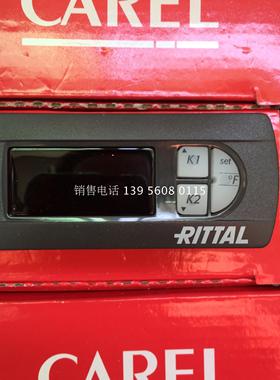 CAREL
K1
set
销售电话 139 5608 0115
°F
K2
RITTAL
CAREL